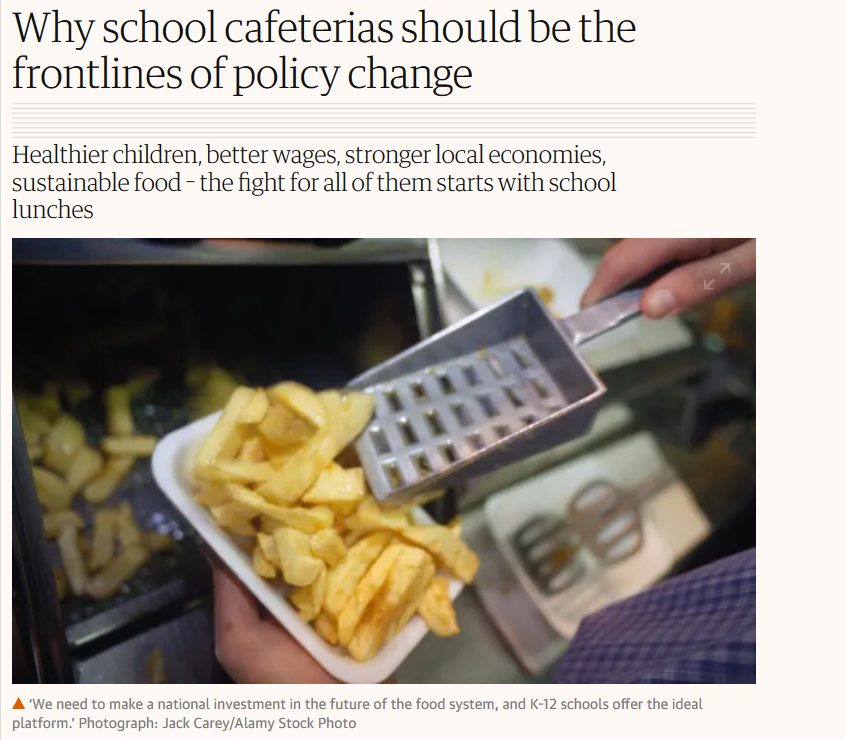 Why school cafeterias should be the
frontlines of policy change
Healthier children, better wages, stronger local economies,
sustainable food – the fight for all of them starts with school
lunches
‘We need to make a national investment in the future of the food system, and K-12 schools offer the ideal
platform.’ Photograph: Jack Carey/Alamy Stock Photo